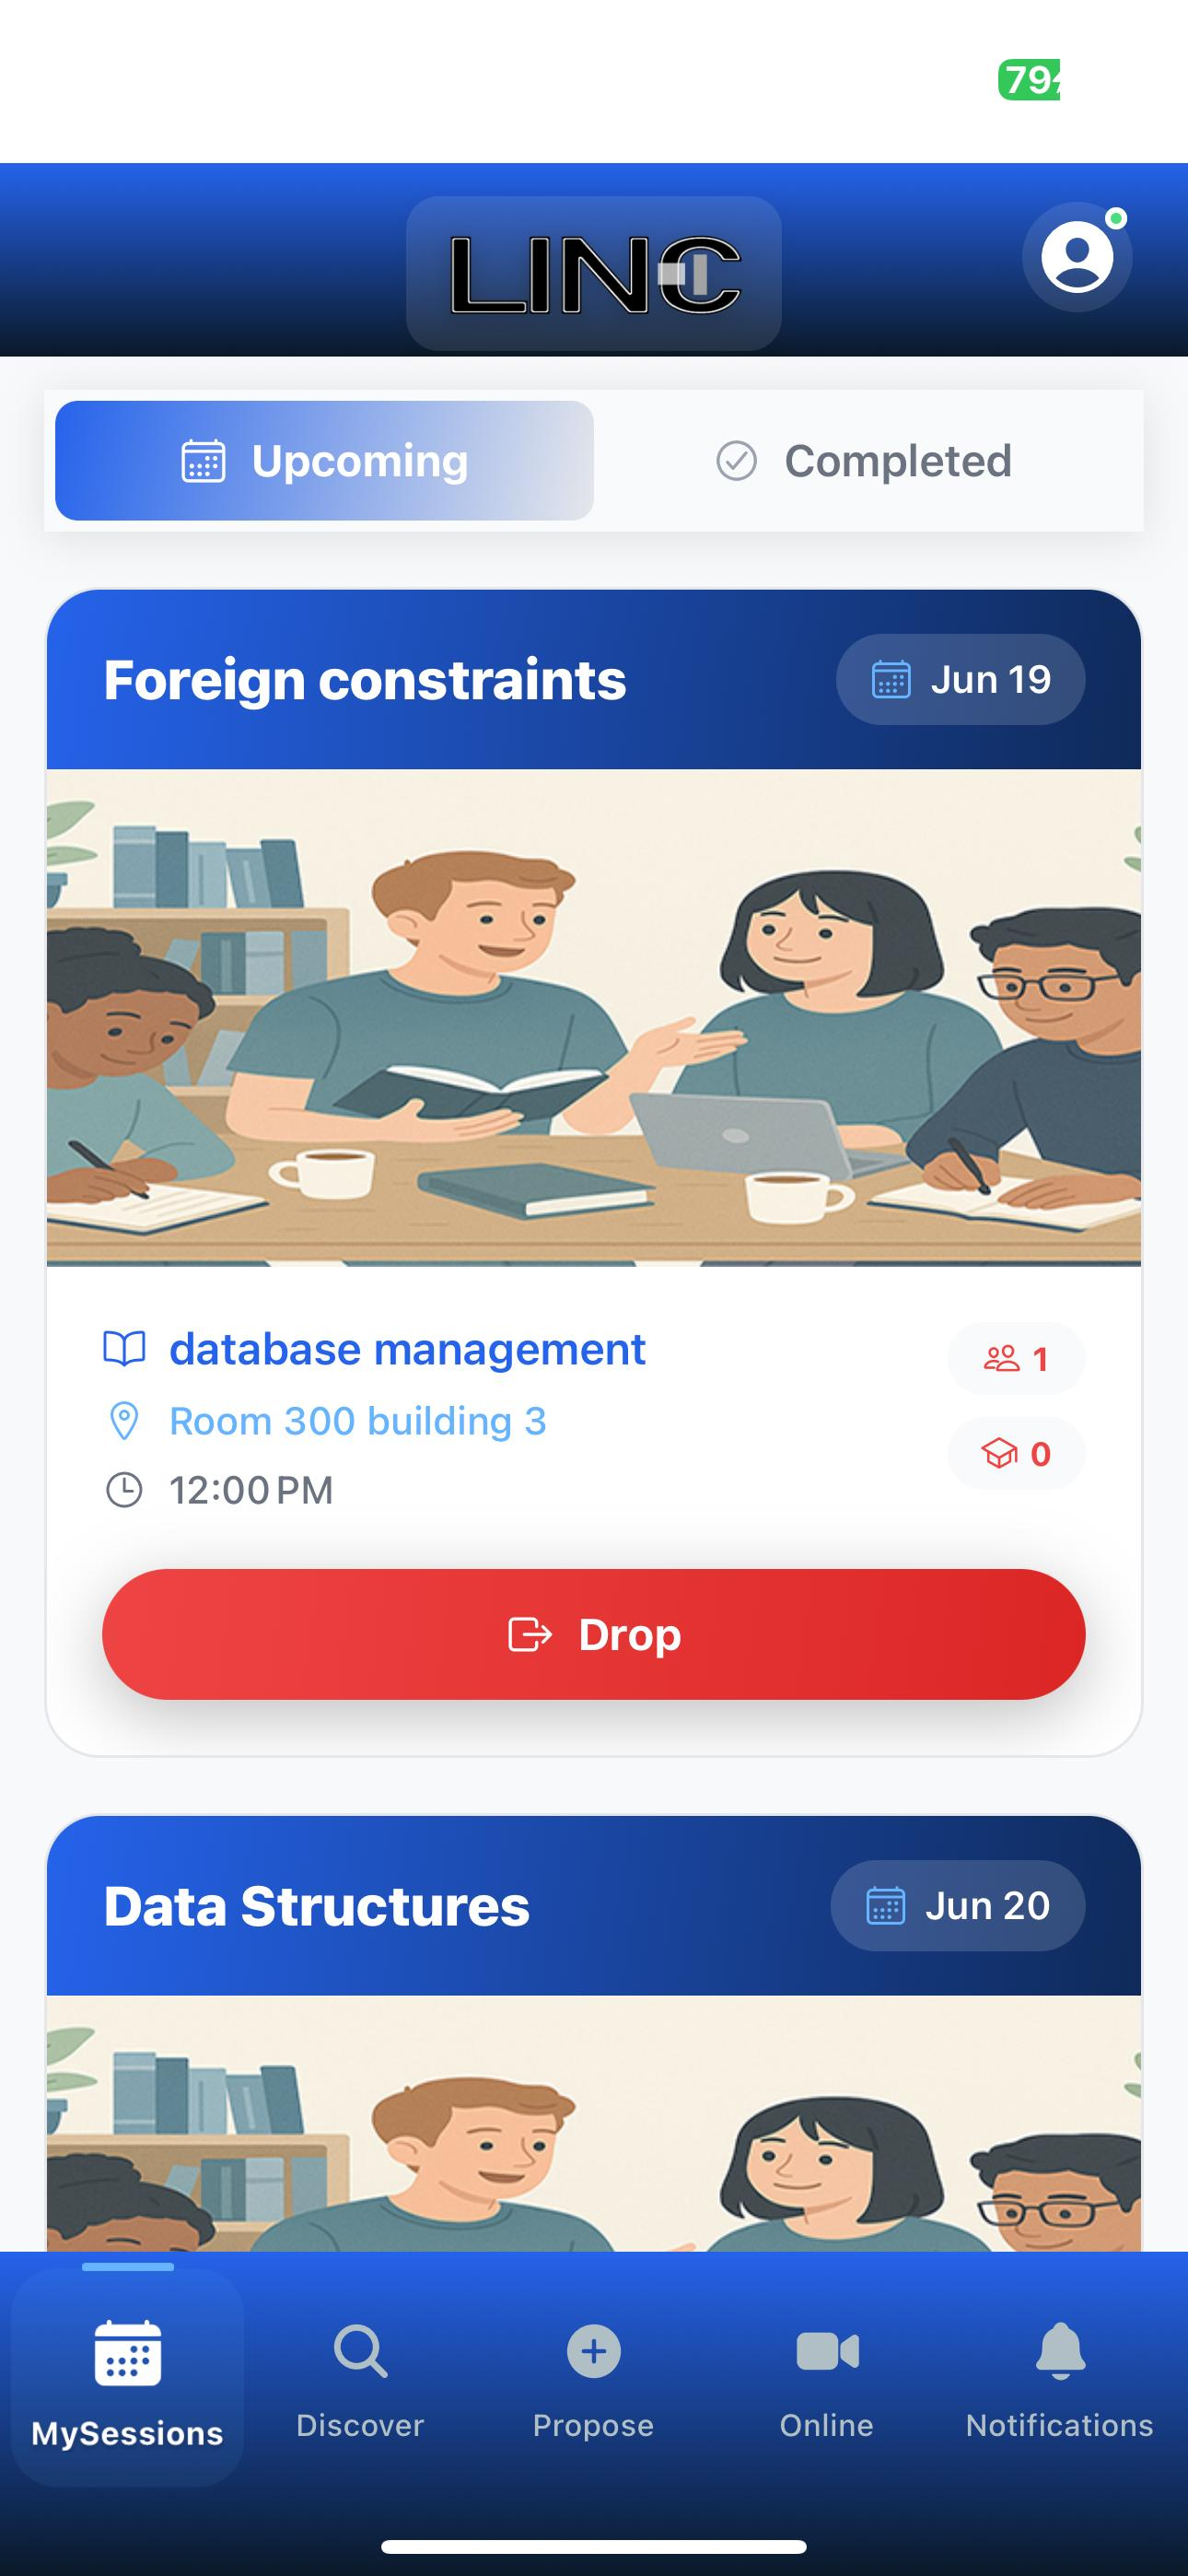 79
LINC
Upcoming
Completed
Foreign constraints
Jun 19
database management
1
Room 300 building 3
0
12:00 PM
Drop
Data Structures
Jun 20
MySessions
Discover
Propose
Online
Notifications